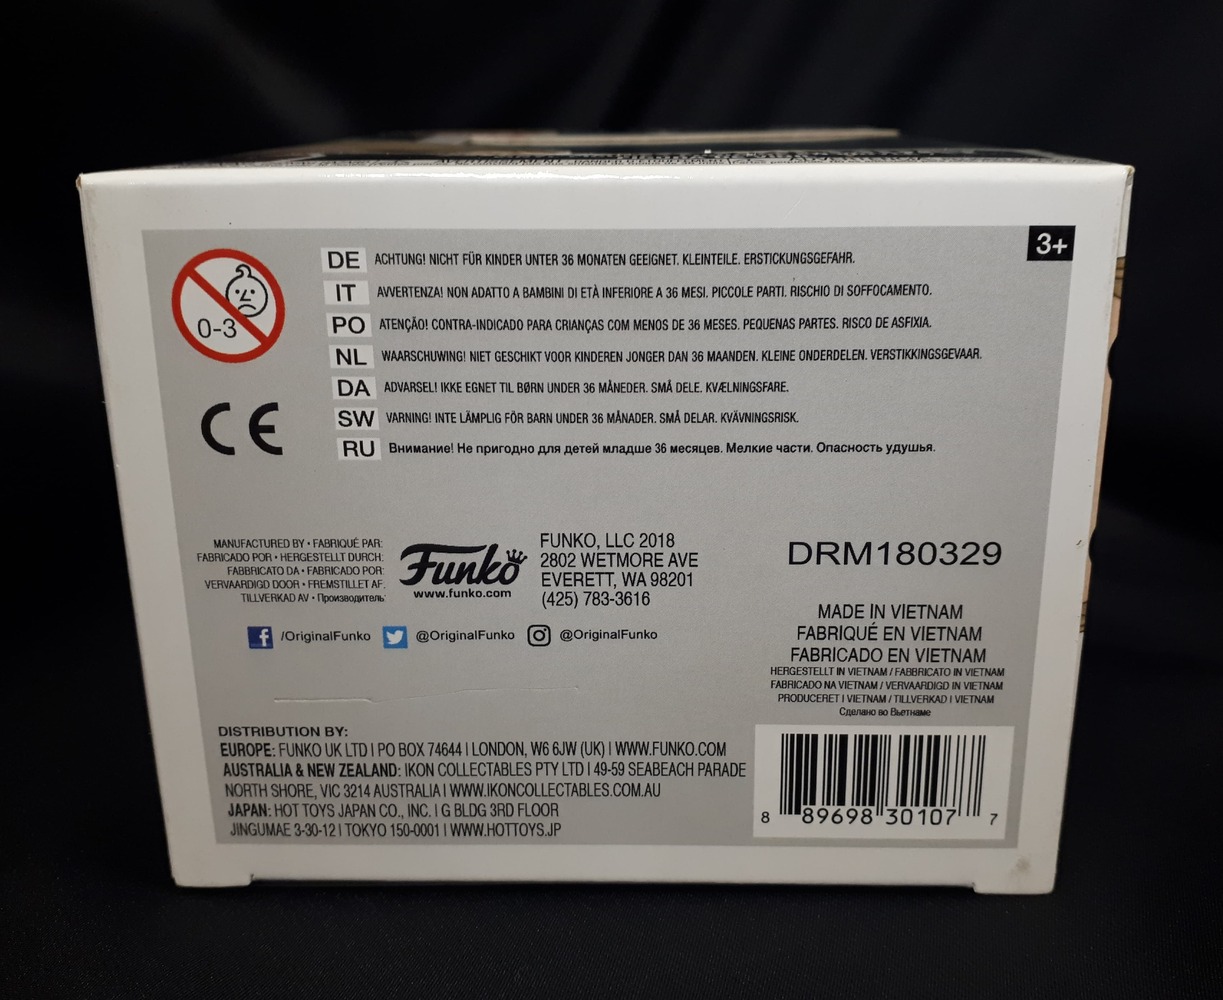 3+
0-3
DE ACHTUNG! NICHT FÜR KINDER UNTER 36 MONATEN GEEIGNET. KLEINTEILE. ERSTICKUNGSGEFAHR.
IT AVVERTENZA! NON ADATTO A BAMBINI DI ETÀ INFERIORE A 36 MESI. PICCOLE PARTI. RISCHIO DI SOFFOCAMENTO.
PO ATENÇÃO! CONTRA-INDICADO PARA CRIANÇAS COM MENOS DE 36 MESES. PEQUENAS PARTES. RISCO DE ASFIXIA.
NL WAARSCHUWING! NIET GESCHIKT VOOR KINDEREN JONGER DAN 36 MAANDEN. KLEINE ONDERDELEN. VERSTIKKINGSGEVAAR.
DA ADVARSEL! IKKE EGNET TIL BØRN UNDER 36 MÅNEDER. SMÅ DELE. KVÆLNINGSFARE.
SW VARNING! INTE LÄMPLIG FÖR BARN UNDER 36 MÅNADER. SMÅ DELAR. KVÄVNINGSRISK.
RU Внимание! Не пригодно для детей младше 36 месяцев. Мелкие части. Опасность удушья.
CE
MANUFACTURED BY • FABRIQUÉ PAR:
FABRICADO POR • HERGESTELLT DURCH:
FABBRICATO DA • FABRICADO POR:
VERVAARDIGD DOOR • FREMSTILLET AF:
TILLVERKAD AV • Производитель:
Funko
www.funko.com
FUNKO, LLC 2018
2802 WETMORE AVE
EVERETT, WA 98201
(425) 783-3616
/OriginalFunko @OriginalFunko @OriginalFunko
DRM180329
MADE IN VIETNAM
FABRIQUÉ EN VIETNAM
FABRICADO EN VIETNAM
HERGESTELLT IN VIETNAM / FABBRICATO IN VIETNAM
FABRICADO NA VIETNAM / VERVAARDIGD IN VIETNAM
PRODUCERET I VIETNAM / TILLVERKAD I VIETNAM
Сделано во Вьетнаме
DISTRIBUTION BY:
EUROPE: FUNKO UK LTD | PO BOX 74644 | LONDON, W6 6JW (UK) | WWW.FUNKO.COM
AUSTRALIA & NEW ZEALAND: IKON COLLECTABLES PTY LTD | 49-59 SEABEACH PARADE
NORTH SHORE, VIC 3214 AUSTRALIA | WWW.IKONCOLLECTABLES.COM.AU
JAPAN: HOT TOYS JAPAN CO., INC. | G BLDG 3RD FLOOR
JINGUMAE 3-30-12 | TOKYO 150-0001 | WWW.HOTTOYS.JP
8 89698 30107 7